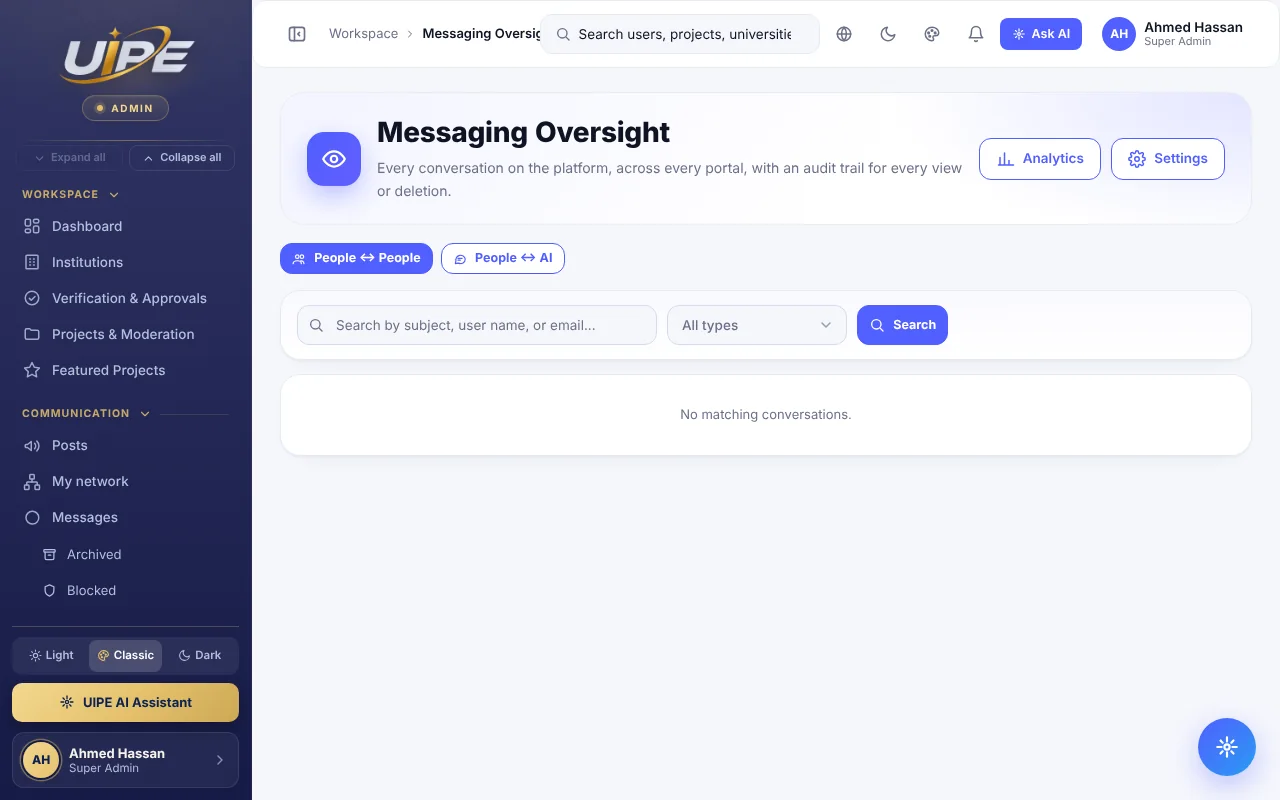 UIPE
ADMIN
Expand all
Collapse all
WORKSPACE
Dashboard
Institutions
Verification & Approvals
Projects & Moderation
Featured Projects
COMMUNICATION
Posts
My network
Messages
Archived
Blocked
Light
Classic
Dark
UIPE AI Assistant
AH
Ahmed Hassan
Super Admin
Workspace › Messaging Oversig
Search users, projects, universitie
Ask AI
AH
Ahmed Hassan
Super Admin
Messaging Oversight
Every conversation on the platform, across every portal, with an audit trail for every view
or deletion.
Analytics
Settings
People ↔ People
People ↔ AI
Search by subject, user name, or email...
All types
Search
No matching conversations.